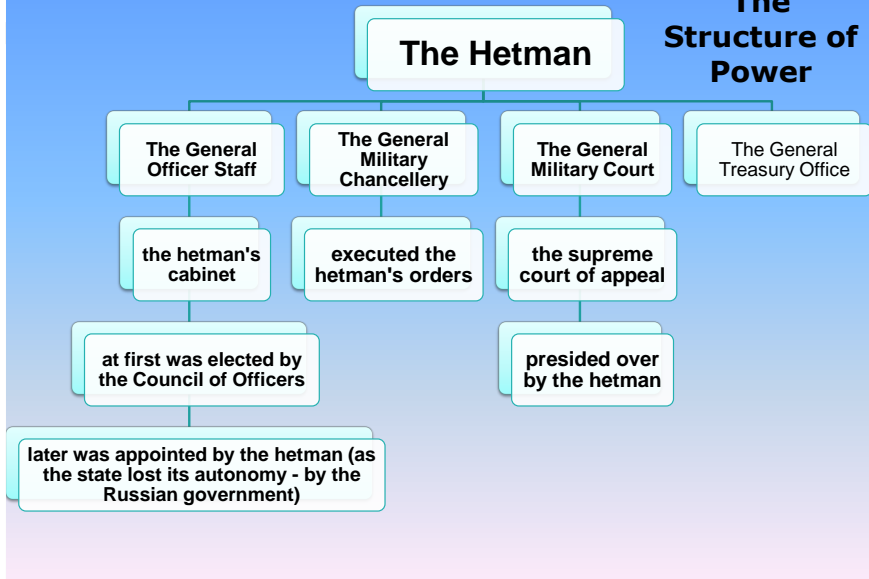 The
Structure of
Power
The Hetman
The General
Officer Staff
The General
Military
Chancellery
The General
Military Court
The General
Treasury Office
the hetman's
cabinet
executed the
hetman's orders
the supreme
court of appeal
at first was elected by
the Council of Officers
presided over
by the hetman
later was appointed by the hetman (as
the state lost its autonomy - by the
Russian government)